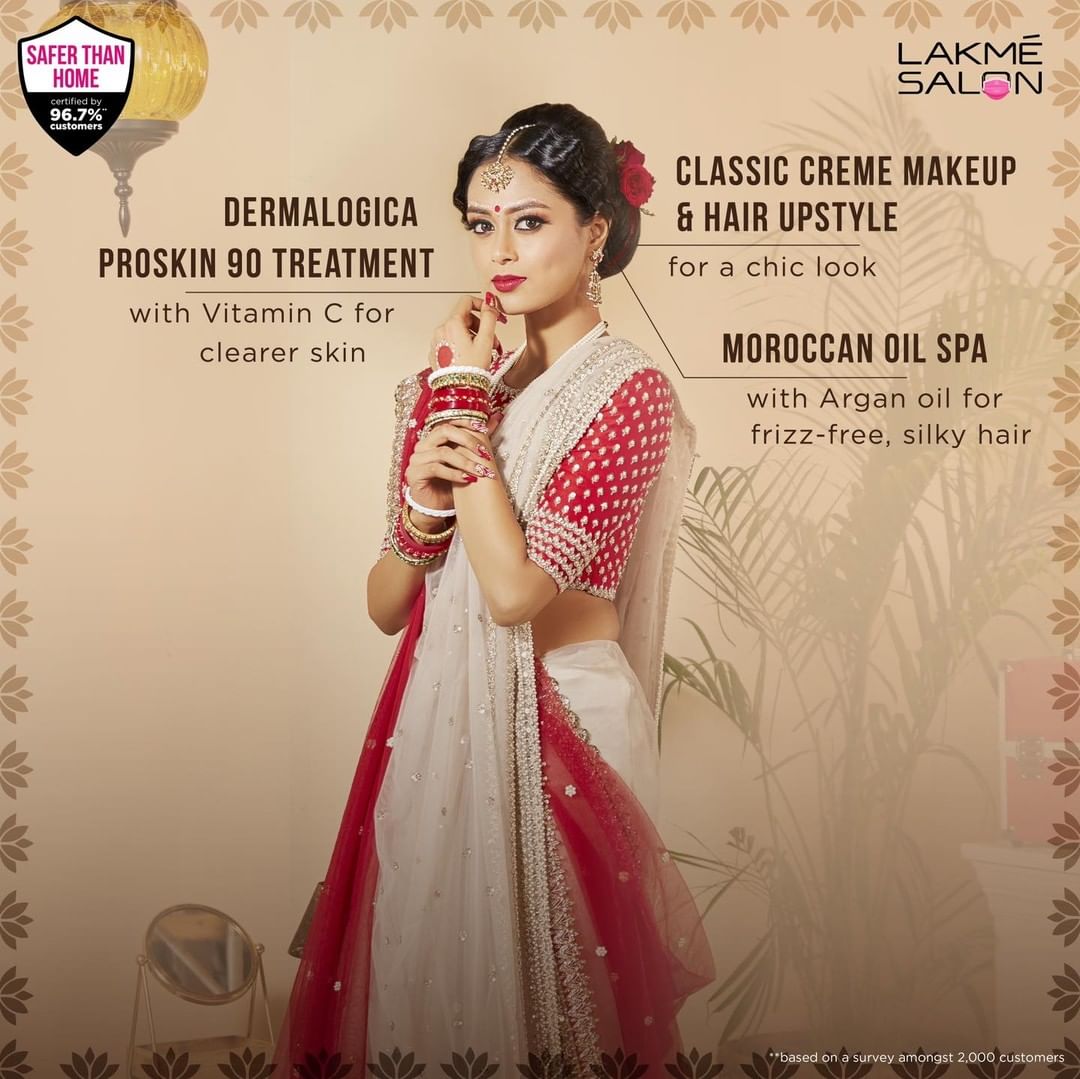 SAFER THAN
HOME
certified by
96.7%**
customers
LAKMÉ
SALON
DERMALOGICA
PROSKIN 90 TREATMENT
with Vitamin C for
clearer skin
CLASSIC CREME MAKEUP
& HAIR UPSTYLE
for a chic look
MOROCCAN OIL SPA
with Argan oil for
frizz-free, silky hair
**based on a survey amongst 2,000 customers